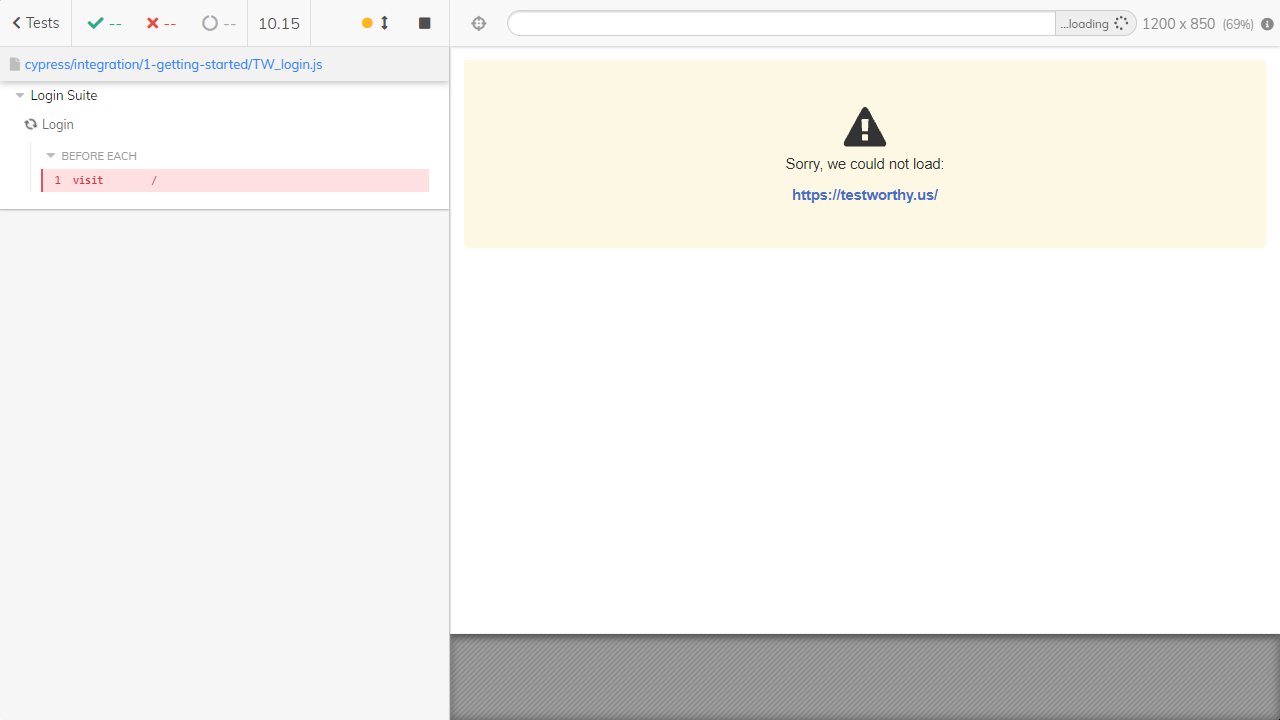 Tests
--
--
--
10.15
...loading
1200 x 850 (69%)
cypress/integration/1-getting-started/TW_login.js
Login Suite
Login
BEFORE EACH
1 visit /
Sorry, we could not load:
https://testworthy.us/